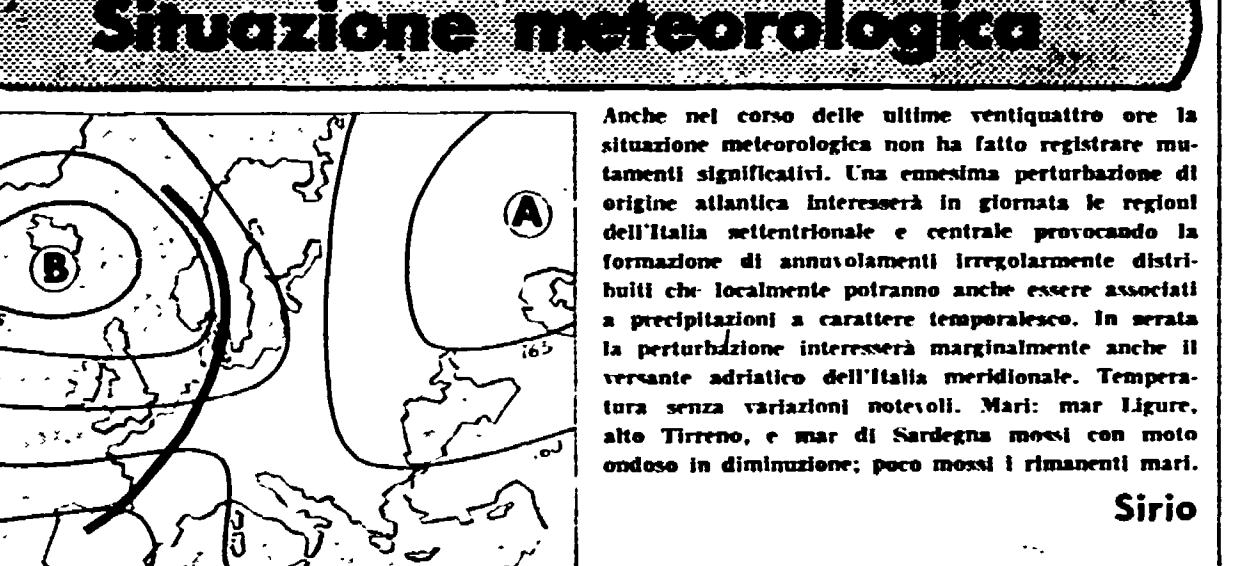 Situazione meteorologica
B
A
165
Anche nel corso delle ultime ventiquattro ore la
situazione meteorologica non ha fatto registrare mu-
tamenti significativi. Una ennesima perturbazione di
origine atlantica interesserà in giornata le regioni
dell'Italia settentrionale e centrale provocando la
formazione di annuvolamenti irregolarmente distri-
buiti che localmente potranno anche essere associati
a precipitazioni a carattere temporalesco. In serata
la perturbazione interesserà marginalmente anche il
versante adriatico dell'Italia meridionale. Tempera-
tura senza variazioni notevoli. Mari: mar Ligure,
alto Tirreno, e mar di Sardegna mossi con moto
ondoso in diminuzione; poco mossi i rimanenti mari.
Sirio